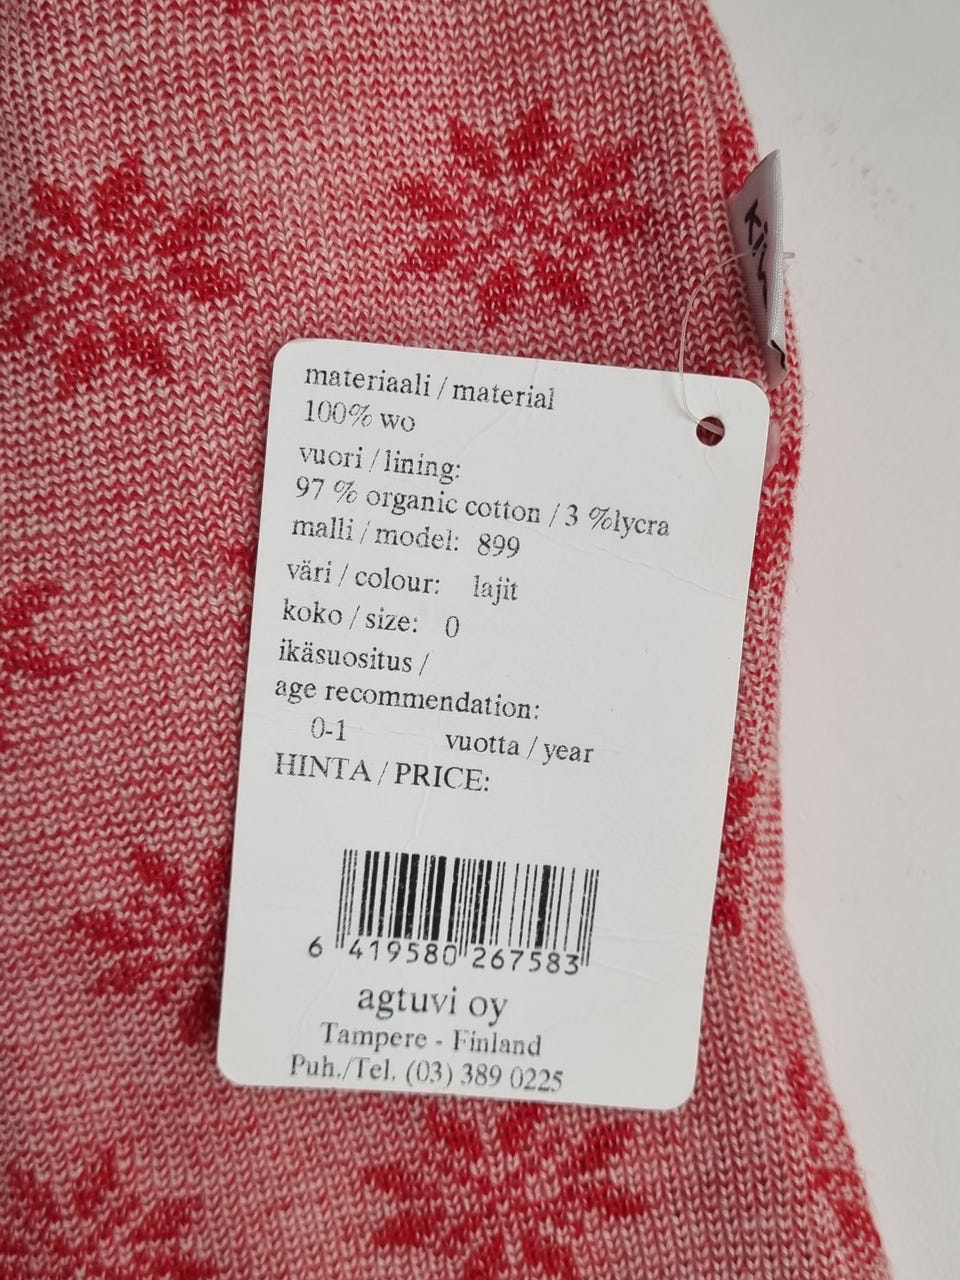 materiaali / material
100% wo
vuori / lining:
97 % organic cotton / 3 %lycra
malli / model: 899
väri / colour: lajit
koko / size: 0
ikäsuositus /
age recommendation:
0-1 vuotta / year
HINTA / PRICE:
6 419580 267583
agtuvi oy
Tampere - Finland
Puh./Tel. (03) 389 0225